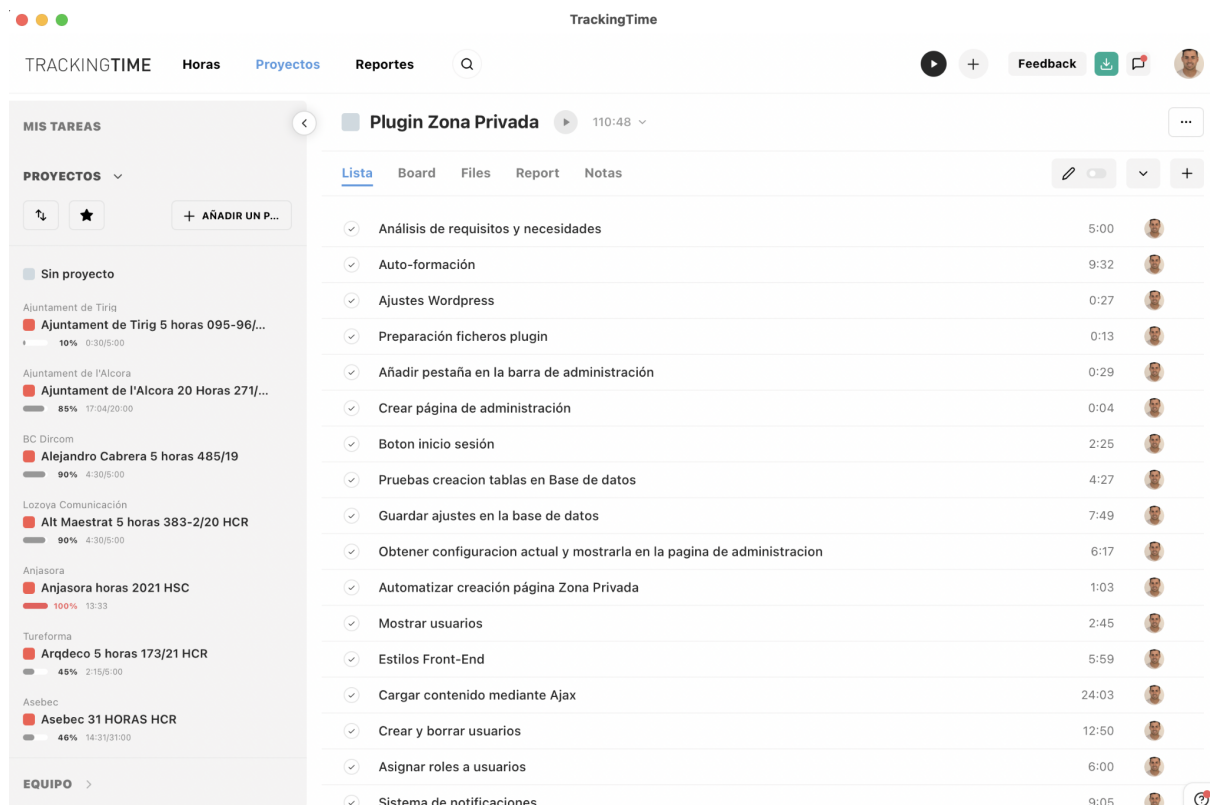 TrackingTime
TRACKINGTIME
Horas
Proyectos
Reportes
Feedback
MIS TAREAS
PROYECTOS
AÑADIR UN P...
Sin proyecto
Ajuntament de Tirig
Ajuntament de Tirig 5 horas 095-96/...
10% 0:30/5:00
Ajuntament de l'Alcora
Ajuntament de l'Alcora 20 Horas 271/...
85% 17:04/20:00
BC Dircom
Alejandro Cabrera 5 horas 485/19
90% 4:30/5:00
Lozoya Comunicación
Alt Maestrat 5 horas 383-2/20 HCR
90% 4:30/5:00
Anjasora
Anjasora horas 2021 HSC
100% 13:33
Tureforma
Arqdeco 5 horas 173/21 HCR
45% 2:15/5:00
Asebec
Asebec 31 HORAS HCR
46% 14:31/31:00
EQUIPO
Plugin Zona Privada 110:48
Lista
Board
Files
Report
Notas
Análisis de requisitos y necesidades 5:00
Auto-formación 9:32
Ajustes Wordpress 0:27
Preparación ficheros plugin 0:13
Añadir pestaña en la barra de administración 0:29
Crear página de administración 0:04
Boton inicio sesión 2:25
Pruebas creacion tablas en Base de datos 4:27
Guardar ajustes en la base de datos 7:49
Obtener configuracion actual y mostrarla en la pagina de administracion 6:17
Automatizar creación página Zona Privada 1:03
Mostrar usuarios 2:45
Estilos Front-End 5:59
Cargar contenido mediante Ajax 24:03
Crear y borrar usuarios 12:50
Asignar roles a usuarios 6:00
Sistema de notificaciones 9:05